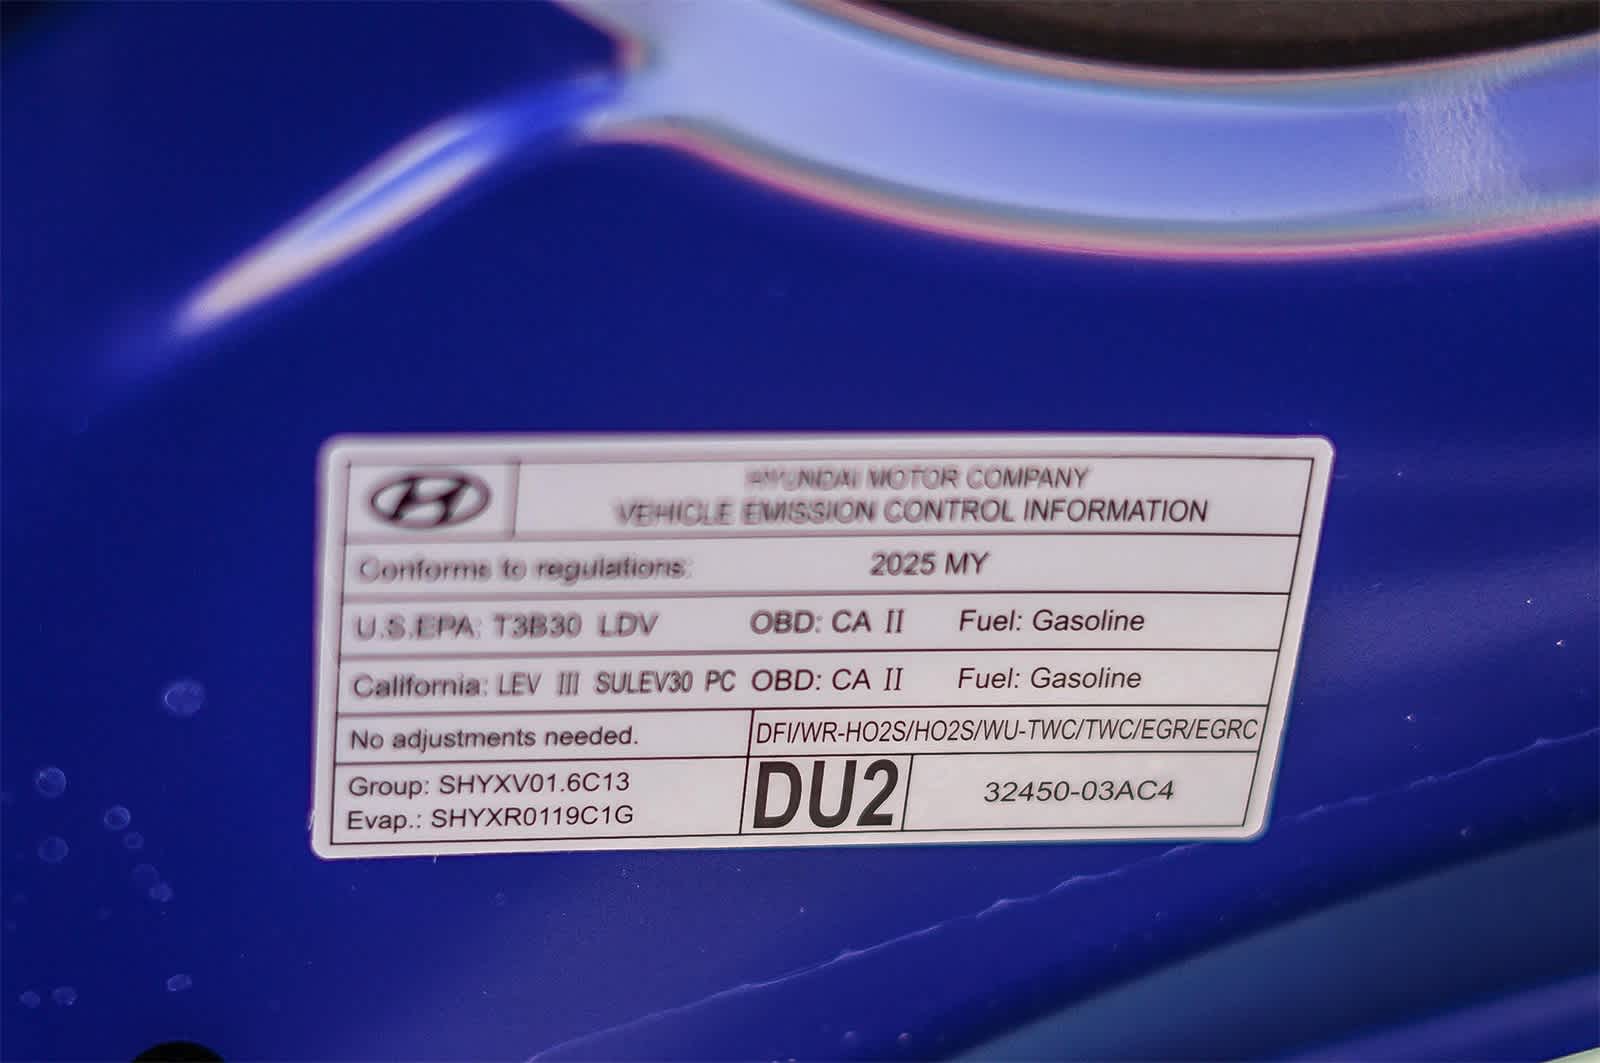 HYUNDAI MOTOR COMPANY
VEHICLE EMISSION CONTROL INFORMATION
Conforms to regulations: 2025 MY
U.S.EPA: T3B30 LDV OBD: CA II Fuel: Gasoline
California: LEV III SULEV30 PC OBD: CA II Fuel: Gasoline
No adjustments needed. DFI/WR-HO2S/HO2S/WU-TWC/TWC/EGR/EGRC
Group: SHYXV01.6C13
Evap.: SHYXR0119C1G
DU2
32450-03AC4